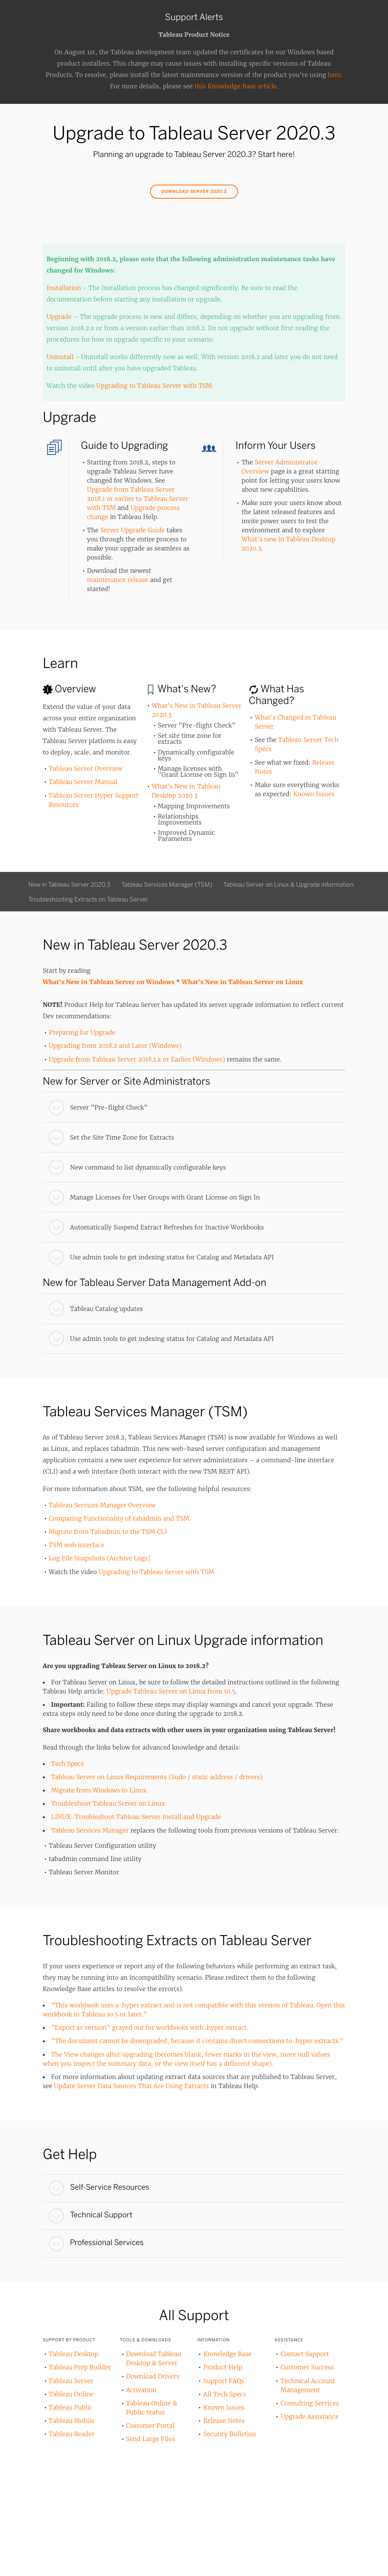 Support Alerts
Tableau Product Notice
On August 1st, the Tableau development team updated the certificates for our Windows based
product installers. This change may cause issues with installing specific versions of Tableau
Products. To resolve, please install the latest maintenance version of the product you're using here.
For more details, please see this Knowledge Base article.
Upgrade to Tableau Server 2020.3
Planning an upgrade to Tableau Server 2020.3? Start here!
DOWNLOAD SERVER 2020.3
Beginning with 2018.2, please note that the following administration maintenance tasks have
changed for Windows:
Installation - The Installation process has changed significantly. Be sure to read the
documentation before starting any installation or upgrade.
Upgrade – The upgrade process is new and differs, depending on whether you are upgrading from
version 2018.2.x or from a version earlier than 2018.2. Do not upgrade without first reading the
procedures for how to upgrade specific to your scenario.
Uninstall – Uninstall works differently now as well. With version 2018.2 and later you do not need
to uninstall until after you have upgraded Tableau.
Watch the video Upgrading to Tableau Server with TSM
Upgrade
Guide to Upgrading
• Starting from 2018.2, steps to
upgrade Tableau Server have
changed for Windows. See
Upgrade from Tableau Server
2018.1 or earlier to Tableau Server
with TSM and Upgrade process
change in Tableau Help.
• The Server Upgrade Guide takes
you through the entire process to
make your upgrade as seamless as
possible.
• Download the newest
maintenance release and get
started!
Inform Your Users
• The Server Administrator
Overview page is a great starting
point for letting your users know
about new capabilities.
• Make sure your users know about
the latest released features and
invite power users to test the
environment and to explore
What's new in Tableau Desktop
2020.3.
Learn
Overview
Extend the value of your data
across your entire organization
with Tableau Server. The
Tableau Server platform is easy
to deploy, scale, and monitor.
• Tableau Server Overview
• Tableau Server Manual
• Tableau Server Hyper Support
Resources
What's New?
• What's New in Tableau Server
2020.3
• Server "Pre-flight Check"
• Set site time zone for
extracts
• Dynamically configurable
keys
• Manage licenses with
"Grant License on Sign In"
• What's New in Tableau
Desktop 2020.3
• Mapping Improvements
• Relationships
Improvements
• Improved Dynamic
Parameters
What Has
Changed?
• What's Changed in Tableau
Server
• See the Tableau Server Tech
Specs
• See what we fixed: Release
Notes
• Make sure everything works
as expected: Known Issues
New in Tableau Server 2020.3 Tableau Services Manager (TSM) Tableau Server on Linux & Upgrade information
Troubleshooting Extracts on Tableau Server
New in Tableau Server 2020.3
Start by reading
What's New in Tableau Server on Windows * What's New in Tableau Server on Linux
NOTE! Product Help for Tableau Server has updated its server upgrade information to reflect current
Dev recommendations:
• Preparing for Upgrade
• Upgrading from 2018.2 and Later (Windows)
• Upgrade from Tableau Server 2018.1.x or Earlier (Windows) remains the same.
New for Server or Site Administrators
Server "Pre-flight Check"
Set the Site Time Zone for Extracts
New command to list dynamically configurable keys
Manage Licenses for User Groups with Grant License on Sign In
Automatically Suspend Extract Refreshes for Inactive Workbooks
Use admin tools to get indexing status for Catalog and Metadata API
New for Tableau Server Data Management Add-on
Tableau Catalog updates
Use admin tools to get indexing status for Catalog and Metadata API
Tableau Services Manager (TSM)
As of Tableau Server 2018.2, Tableau Services Manager (TSM) is now available for Windows as well
as Linux, and replaces tabadmin. This new web-based server configuration and management
application contains a new user experience for server administrators – a command-line interface
(CLI) and a web interface (both interact with the new TSM REST API).
For more information about TSM, see the following helpful resources:
• Tableau Services Manager Overview
• Comparing Functionality of tabadmin and TSM
• Migrate from Tabadmin to the TSM CLI
• TSM web interface
• Log File Snapshots (Archive Logs)
• Watch the video Upgrading to Tableau Server with TSM
Tableau Server on Linux Upgrade information
Are you upgrading Tableau Server on Linux to 2018.2?
• For Tableau Server on Linux, be sure to follow the detailed instructions outlined in the following
Tableau Help article: Upgrade Tableau Server on Linux from 10.5.
• Important: Failing to follow these steps may display warnings and cancel your upgrade. These
extra steps only need to be done once during the upgrade to 2018.2.
Share workbooks and data extracts with other users in your organization using Tableau Server!
Read through the links below for advanced knowledge and details:
• Tech Specs
• Tableau Server on Linux Requirements (Sudo / static address / drivers)
• Migrate from Windows to Linux
• Troubleshoot Tableau Server on Linux
• LINUX: Troubleshoot Tableau Server Install and Upgrade
• Tableau Services Manager replaces the following tools from previous versions of Tableau Server:
• Tableau Server Configuration utility
• tabadmin command line utility
• Tableau Server Monitor
Troubleshooting Extracts on Tableau Server
If your users experience or report any of the following behaviors while performing an extract task,
they may be running into an incompatibility scenario. Please redirect them to the following
Knowledge Base articles to resolve the error(s).
• "This workbook uses a .hyper extract and is not compatible with this version of Tableau. Open this
workbook in Tableau 10.5 or later."
• "Export as version" grayed out for workbooks with .hyper extract.
• "The document cannot be downgraded, because it contains direct connections to .hyper extracts."
• The View changes after upgrading (becomes blank, fewer marks in the view, more null values
when you inspect the summary data, or the view itself has a different shape).
• For more information about updating extract data sources that are published to Tableau Server,
see Update Server Data Sources That Are Using Extracts in Tableau Help.
Get Help
Self-Service Resources
Technical Support
Professional Services
All Support
SUPPORT BY PRODUCT
• Tableau Desktop
• Tableau Prep Builder
• Tableau Server
• Tableau Online
• Tableau Public
• Tableau Mobile
• Tableau Reader
TOOLS & DOWNLOADS
• Download Tableau
Desktop & Server
• Download Drivers
• Activation
• Tableau Online &
Public Status
• Customer Portal
• Send Large Files
INFORMATION
• Knowledge Base
• Product Help
• Support FAQs
• All Tech Specs
• Known Issues
• Release Notes
• Security Bulletins
ASSISTANCE
• Contact Support
• Customer Success
• Technical Account
Management
• Consulting Services
• Upgrade Assistance